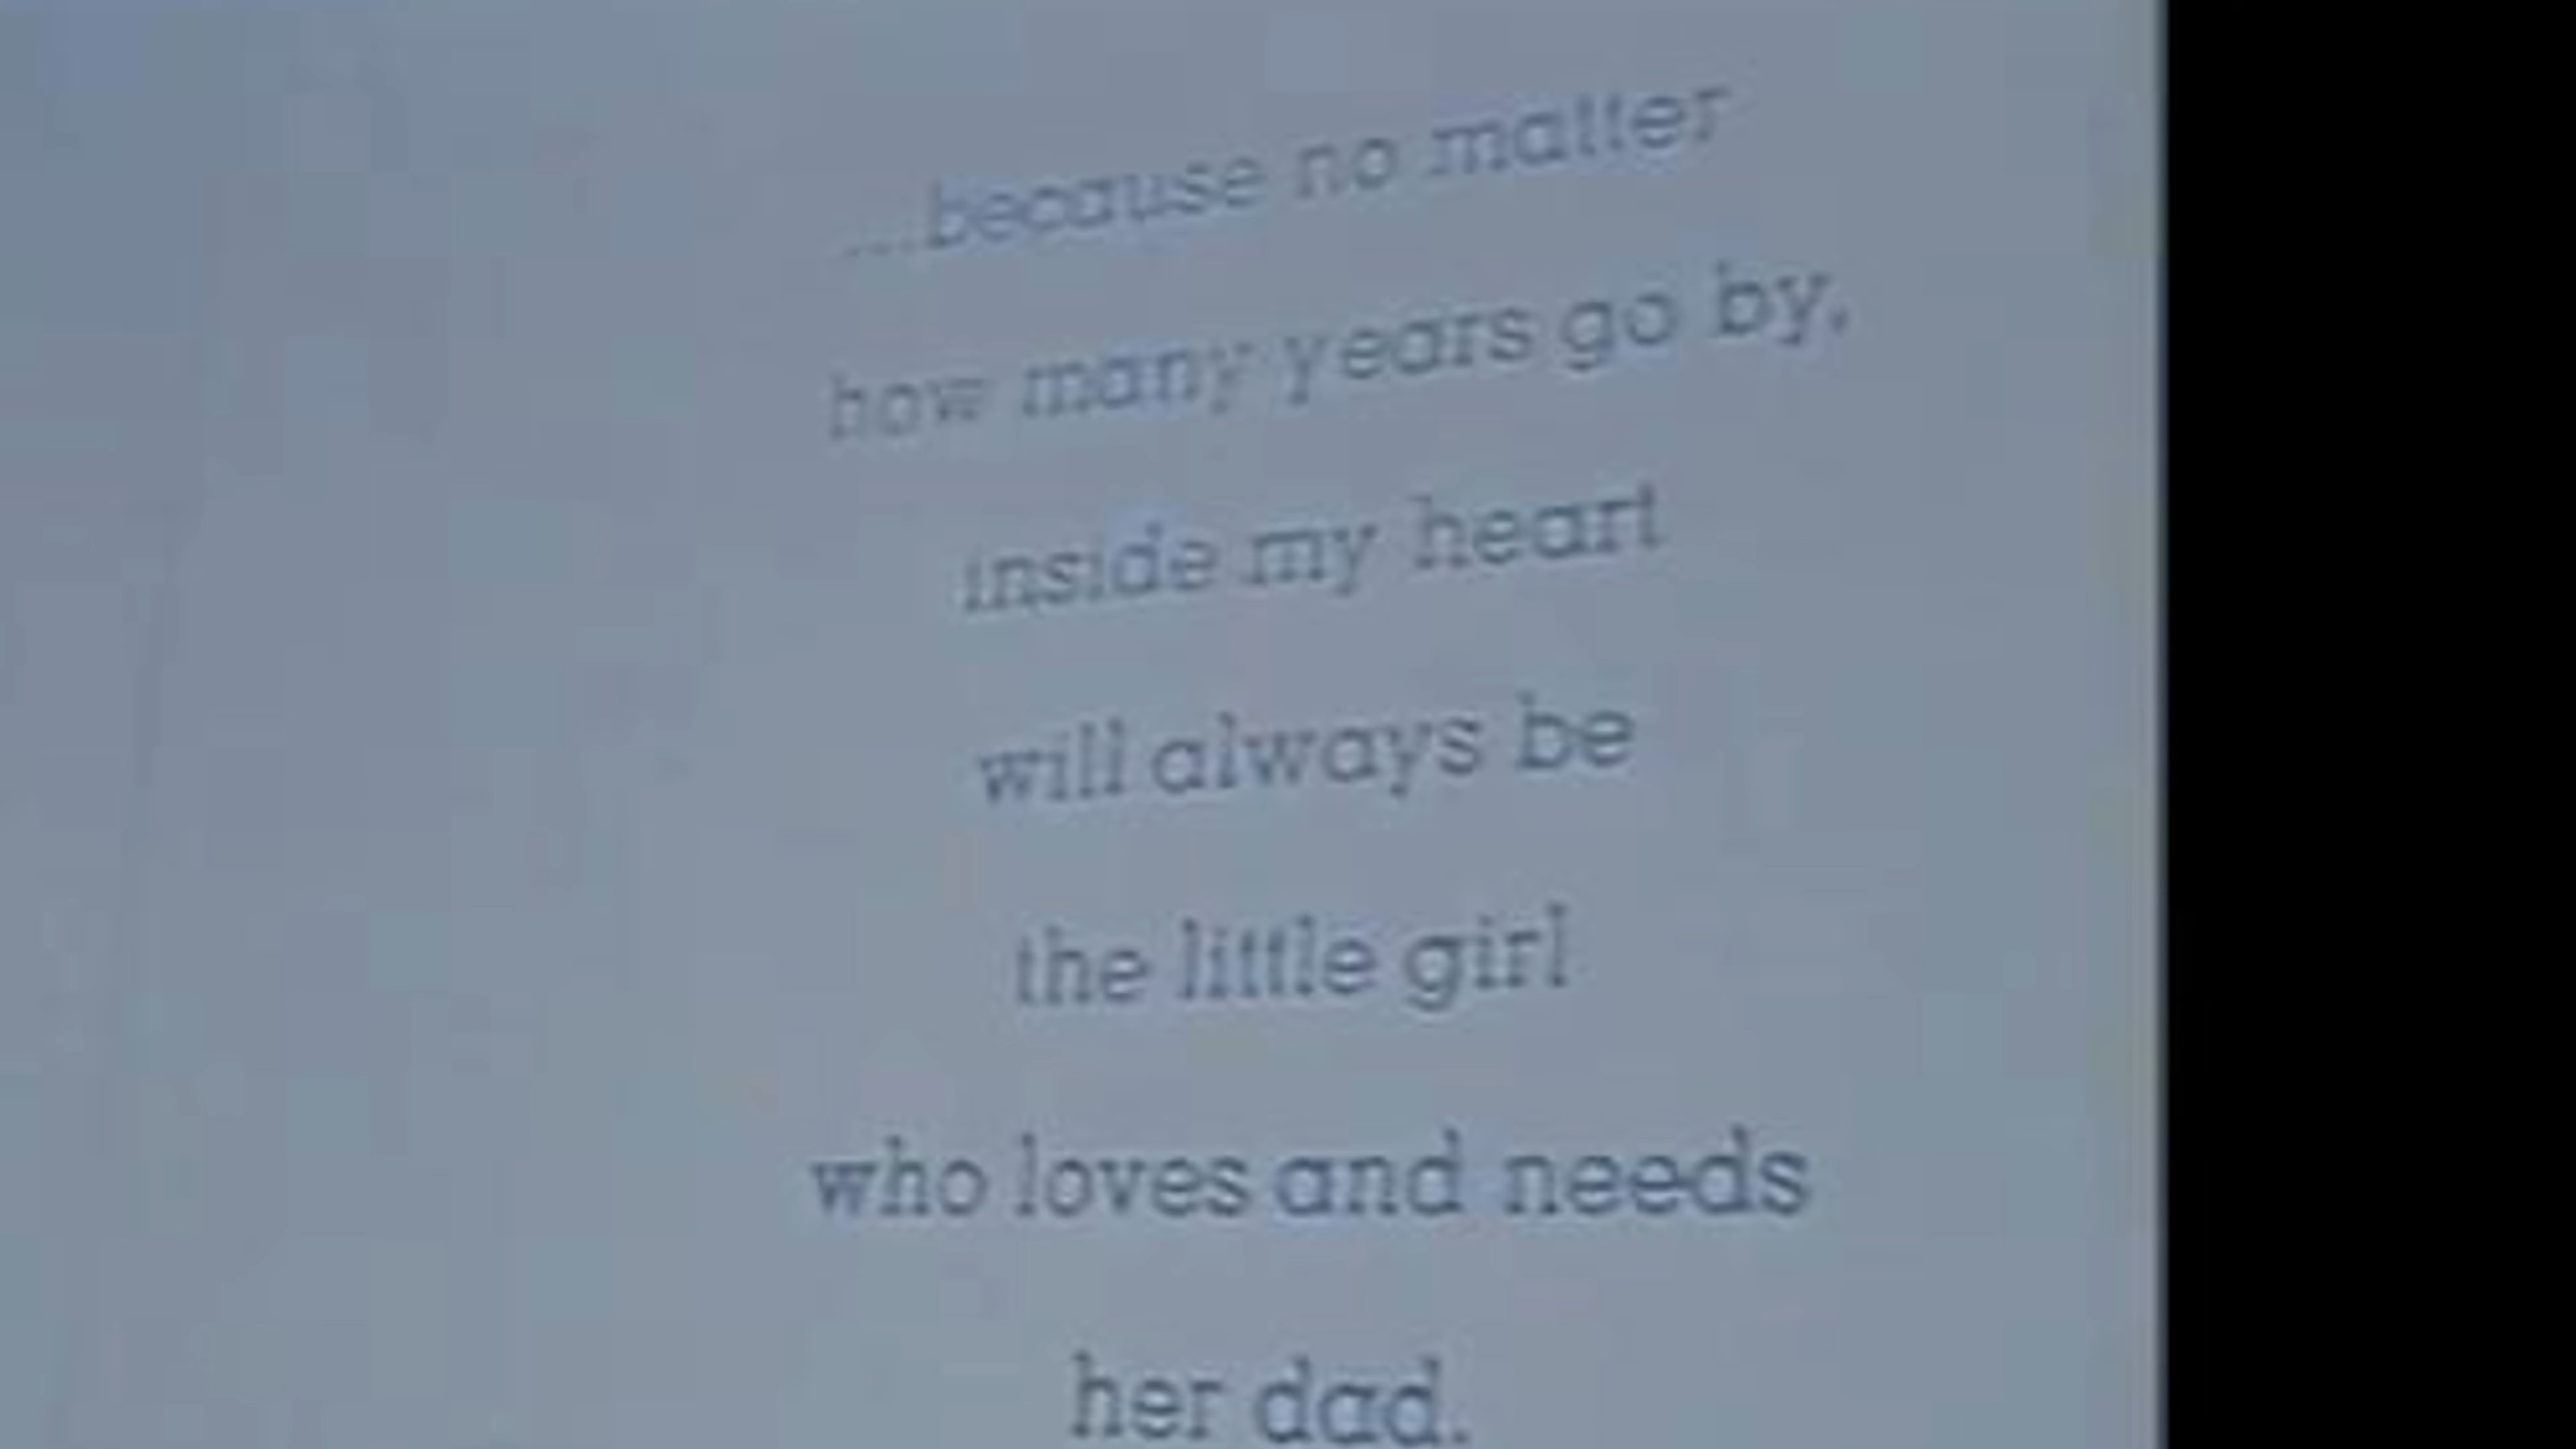 ....because no matter
how many years go by,
inside my heart
will always be
the little girl
who loves and needs
her dad.